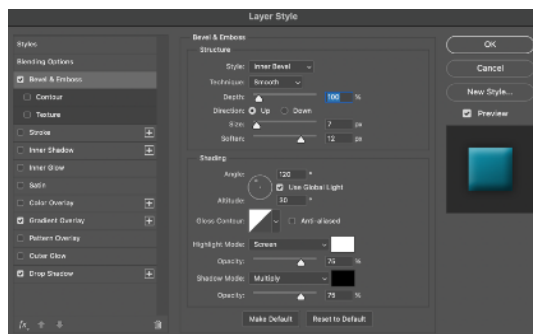 Layer Style
Styles
Blending Options
Bevel & Emboss
Contour
Texture
Stroke
Inner Shadow
Inner Glow
Satin
Color Overlay
Gradient Overlay
Pattern Overlay
Outer Glow
Drop Shadow
fx
Bevel & Emboss
Structure
Style: Inner Bevel
Technique: Smooth
Depth: 100 %
Direction: Up Down
Size: 7 px
Soften: 12 px
Shading
Angle: 120 °
Use Global Light
Altitude: 30 °
Gloss Contour: Anti-aliased
Highlight Mode: Screen
Opacity: 75 %
Shadow Mode: Multiply
Opacity: 75 %
Make Default Reset to Default
OK
Cancel
New Style...
Preview